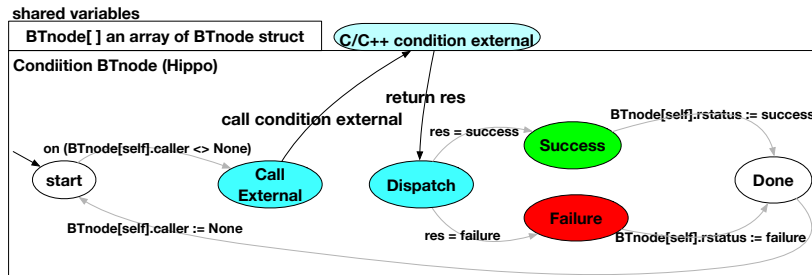 shared variables
BTnode[ ] an array of BTnode struct
C/C++ condition external
Condiition BTnode (Hippo)
return res
call condition external
BTnode[self].rstatus := success
res = success
on (BTnode[self].caller <> None)
Success
start
Call
External
Dispatch
Done
Failure
BTnode[self].caller := None
res = failure
BTnode[self].rstatus := failure